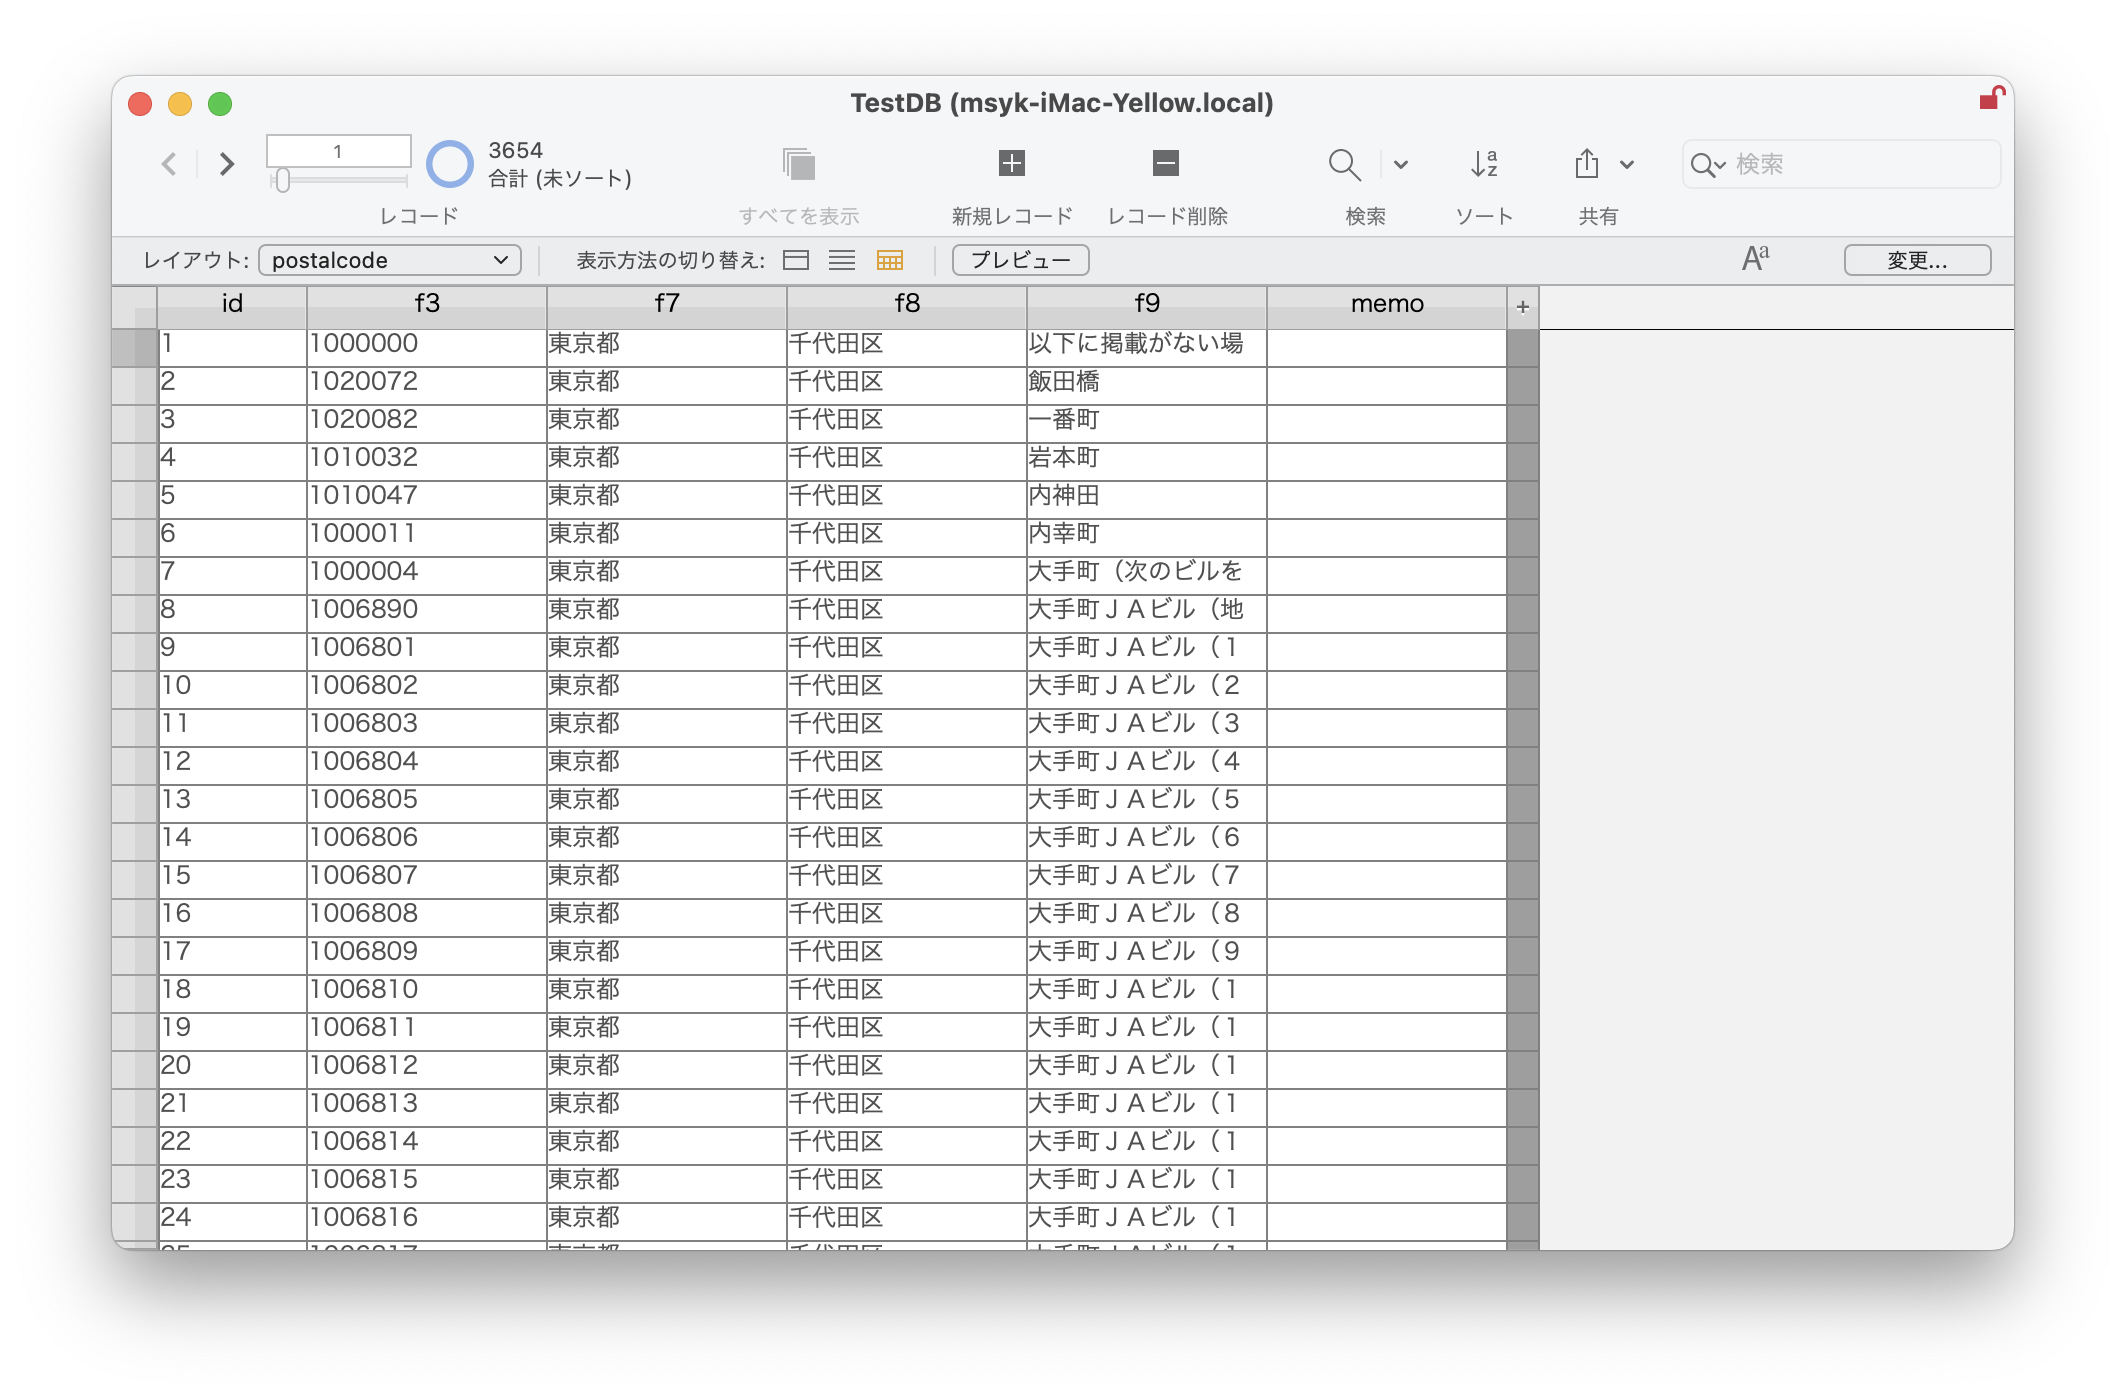 TestDB (msyk-iMac-Yellow.local)
1
3654
合計 (未ソート)
レコード
すべてを表示
新規レコード
レコード削除
検索
ソート
共有
検索
レイアウト: postalcode 表示方法の切り替え: プレビュー Aa 変更...
id f3 f7 f8 f9 memo +
1 1000000 東京都 千代田区 以下に掲載がない場
2 1020072 東京都 千代田区 飯田橋
3 1020082 東京都 千代田区 一番町
4 1010032 東京都 千代田区 岩本町
5 1010047 東京都 千代田区 内神田
6 1000011 東京都 千代田区 内幸町
7 1000004 東京都 千代田区 大手町（次のビルを
8 1006890 東京都 千代田区 大手町ＪＡビル（地
9 1006801 東京都 千代田区 大手町ＪＡビル（１
10 1006802 東京都 千代田区 大手町ＪＡビル（２
11 1006803 東京都 千代田区 大手町ＪＡビル（３
12 1006804 東京都 千代田区 大手町ＪＡビル（４
13 1006805 東京都 千代田区 大手町ＪＡビル（５
14 1006806 東京都 千代田区 大手町ＪＡビル（６
15 1006807 東京都 千代田区 大手町ＪＡビル（７
16 1006808 東京都 千代田区 大手町ＪＡビル（８
17 1006809 東京都 千代田区 大手町ＪＡビル（９
18 1006810 東京都 千代田区 大手町ＪＡビル（１
19 1006811 東京都 千代田区 大手町ＪＡビル（１
20 1006812 東京都 千代田区 大手町ＪＡビル（１
21 1006813 東京都 千代田区 大手町ＪＡビル（１
22 1006814 東京都 千代田区 大手町ＪＡビル（１
23 1006815 東京都 千代田区 大手町ＪＡビル（１
24 1006816 東京都 千代田区 大手町ＪＡビル（１
25 1006817 東京都 千代田区 大手町ＪＡビル（１